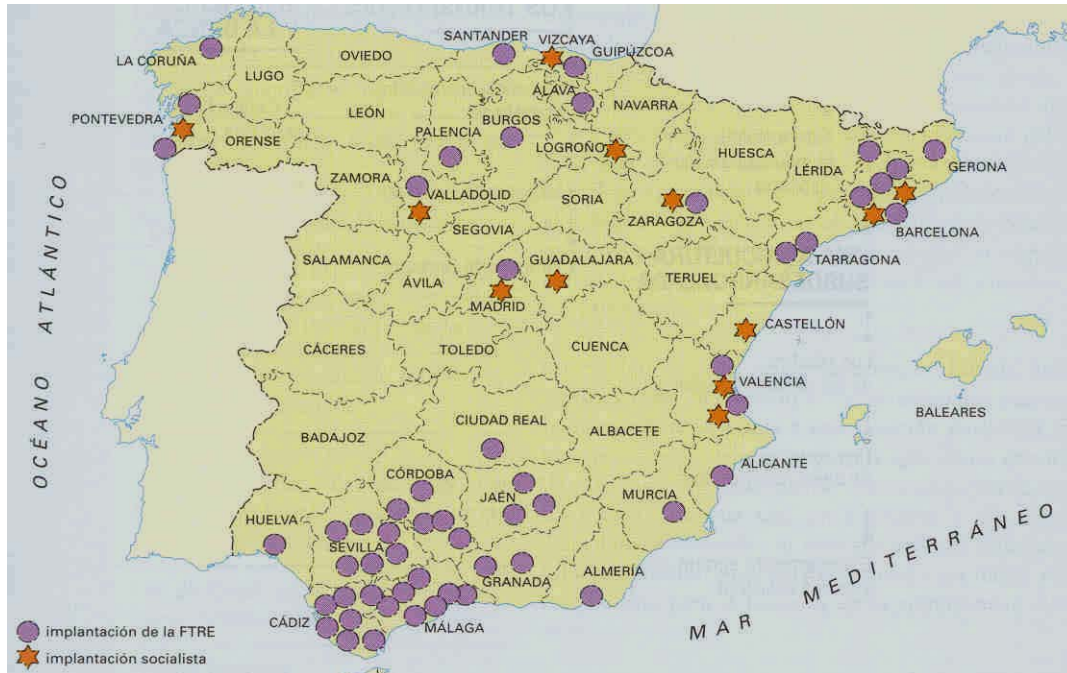 SANTANDER
VIZCAYA
GUIPÚZCOA
LA CORUÑA
LUGO
OVIEDO
ÁLAVA
NAVARRA
PONTEVEDRA
ORENSE
LEÓN
PALENCIA
BURGOS
LOGROÑO
HUESCA
LÉRIDA
GERONA
ZAMORA
VALLADOLID
SORIA
ZARAGOZA
BARCELONA
SEGOVIA
TARRAGONA
SALAMANCA
ÁVILA
GUADALAJARA
TERUEL
MADRID
CASTELLÓN
CÁCERES
TOLEDO
CUENCA
VALENCIA
BALEARES
BADAJOZ
CIUDAD REAL
ALBACETE
ALICANTE
CÓRDOBA
JAÉN
MURCIA
HUELVA
SEVILLA
GRANADA
ALMERÍA
CÁDIZ
MÁLAGA
OCÉANO ATLÁNTICO
MAR MEDITERRÁNEO
implantación de la FTRE
implantación socialista